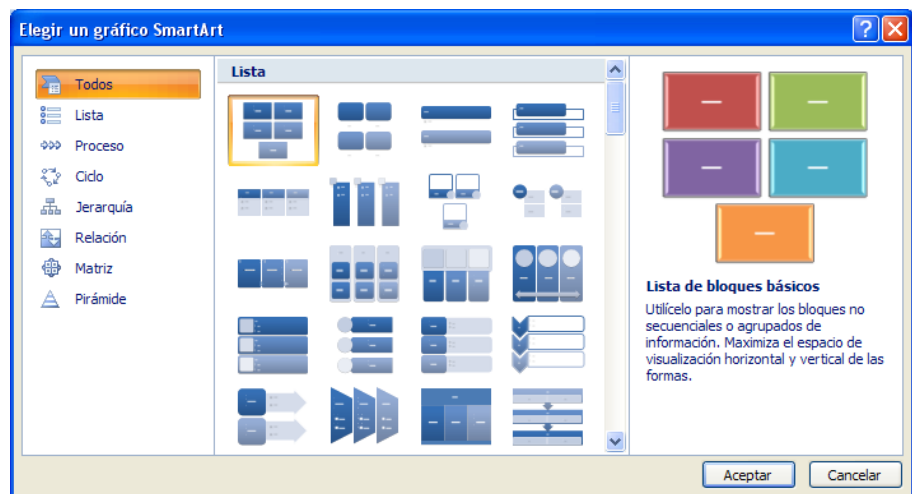 Elegir un gráfico SmartArt
Todos
Lista
Proceso
Ciclo
Jerarquía
Relación
Matriz
Pirámide
Lista
Lista de bloques básicos
Utilícelo para mostrar los bloques no
secuenciales o agrupados de
información. Maximiza el espacio de
visualización horizontal y vertical de las
formas.
Aceptar
Cancelar